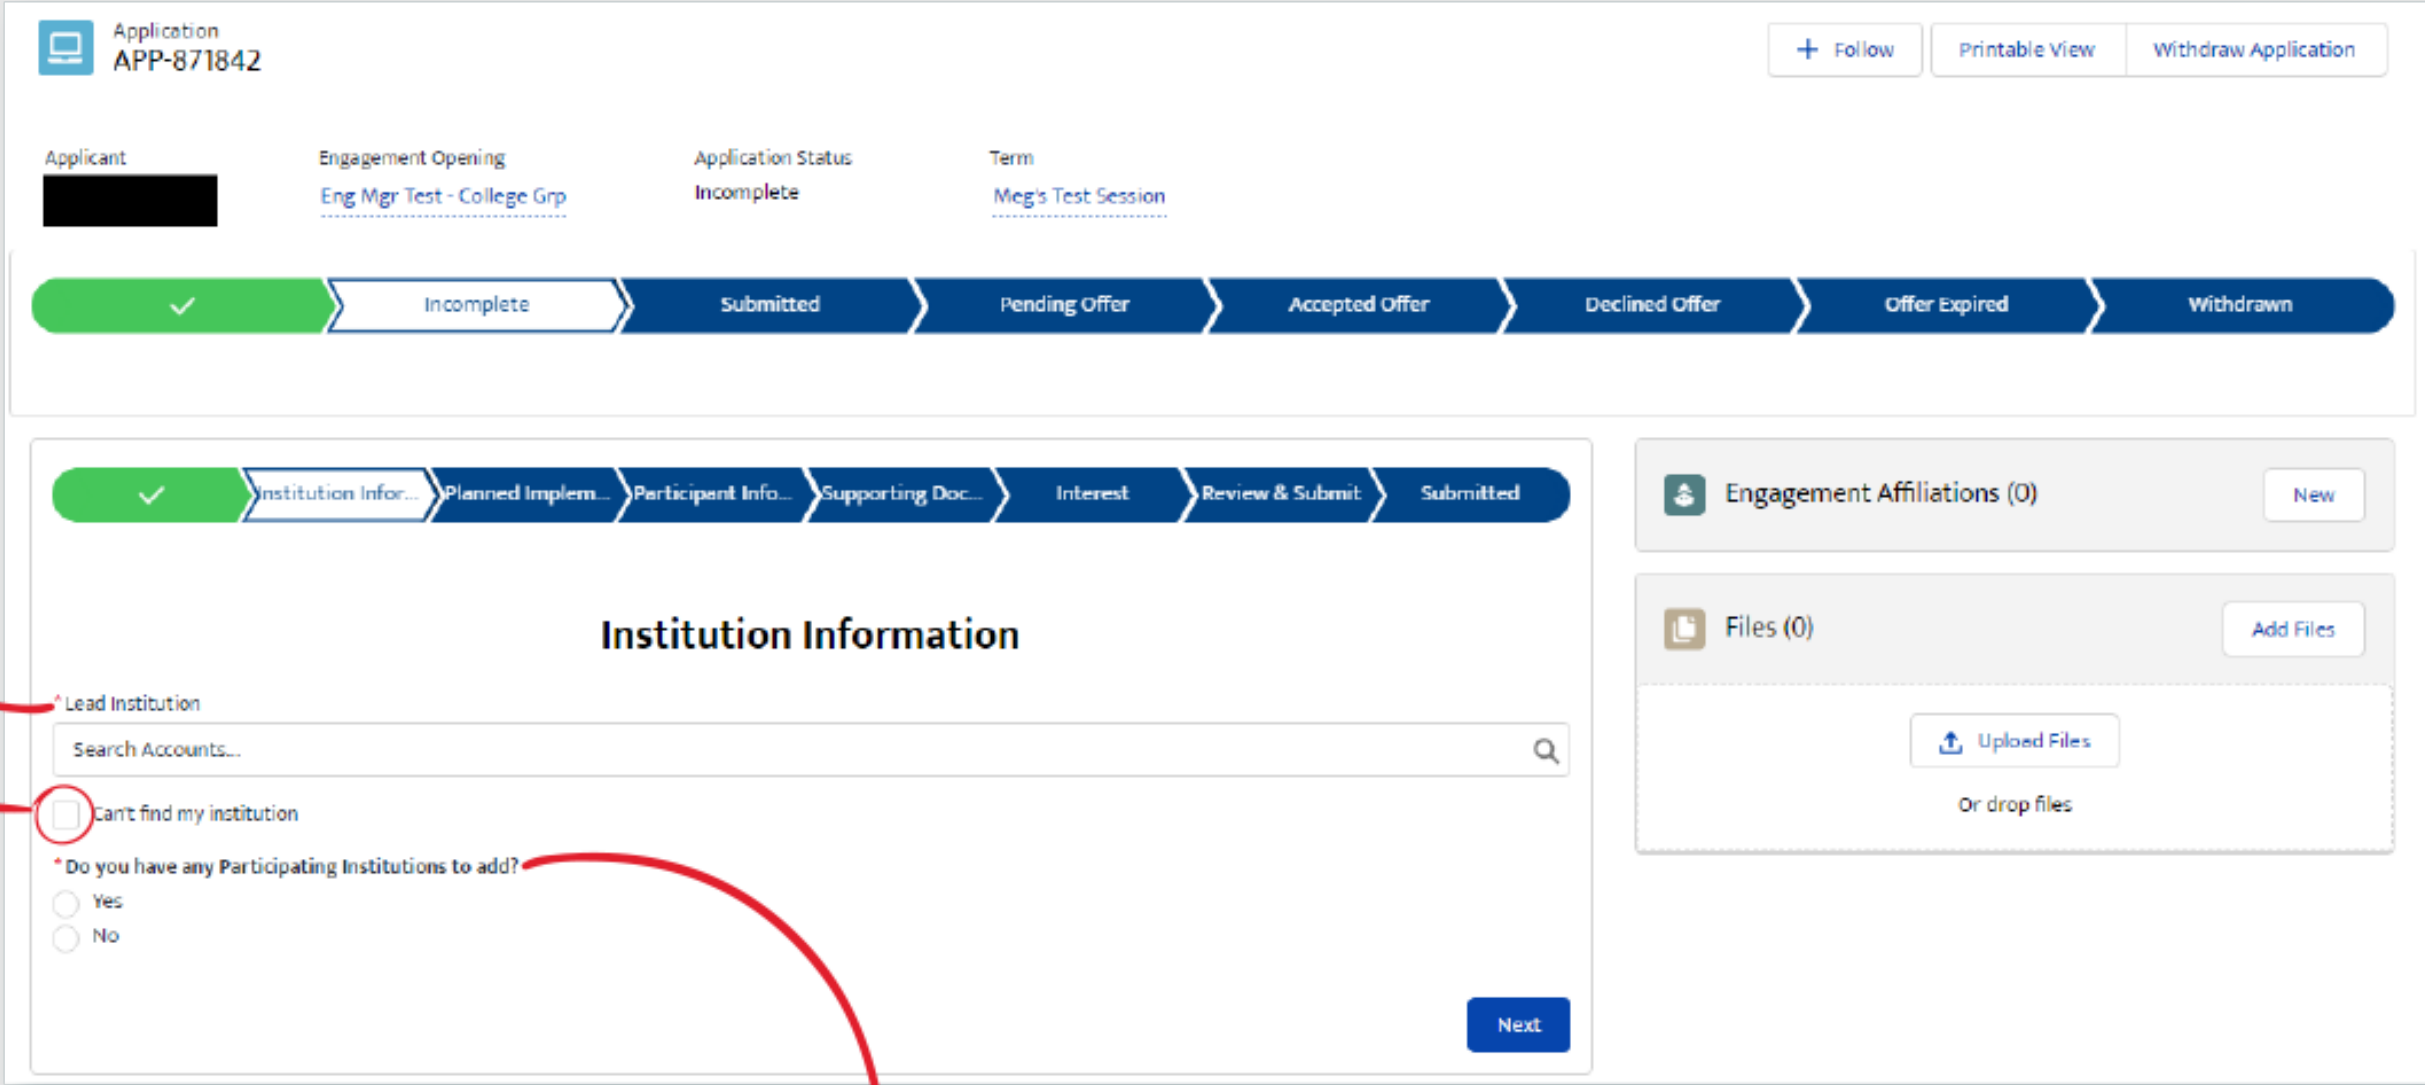 Application
APP-871842
+ Follow
Printable View
Withdraw Application
Applicant
Engagement Opening
Application Status
Term
Eng Mgr Test - College Grp
Incomplete
Meg's Test Session
Incomplete
Submitted
Pending Offer
Accepted Offer
Declined Offer
Offer Expired
Withdrawn
Institution Infor...
Planned Implem...
Participant Info...
Supporting Doc...
Interest
Review & Submit
Submitted
Institution Information
*Lead Institution
Search Accounts...
Can't find my institution
*Do you have any Participating Institutions to add?
Yes
No
Next
Engagement Affiliations (0)
New
Files (0)
Add Files
Upload Files
Or drop files